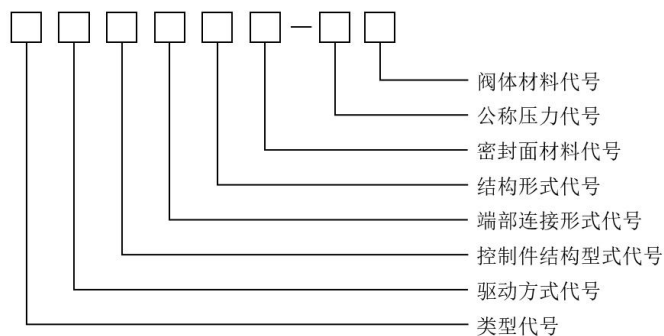 阀体材料代号
公称压力代号
密封面材料代号
结构形式代号
端部连接形式代号
控制件结构型式代号
驱动方式代号
类型代号